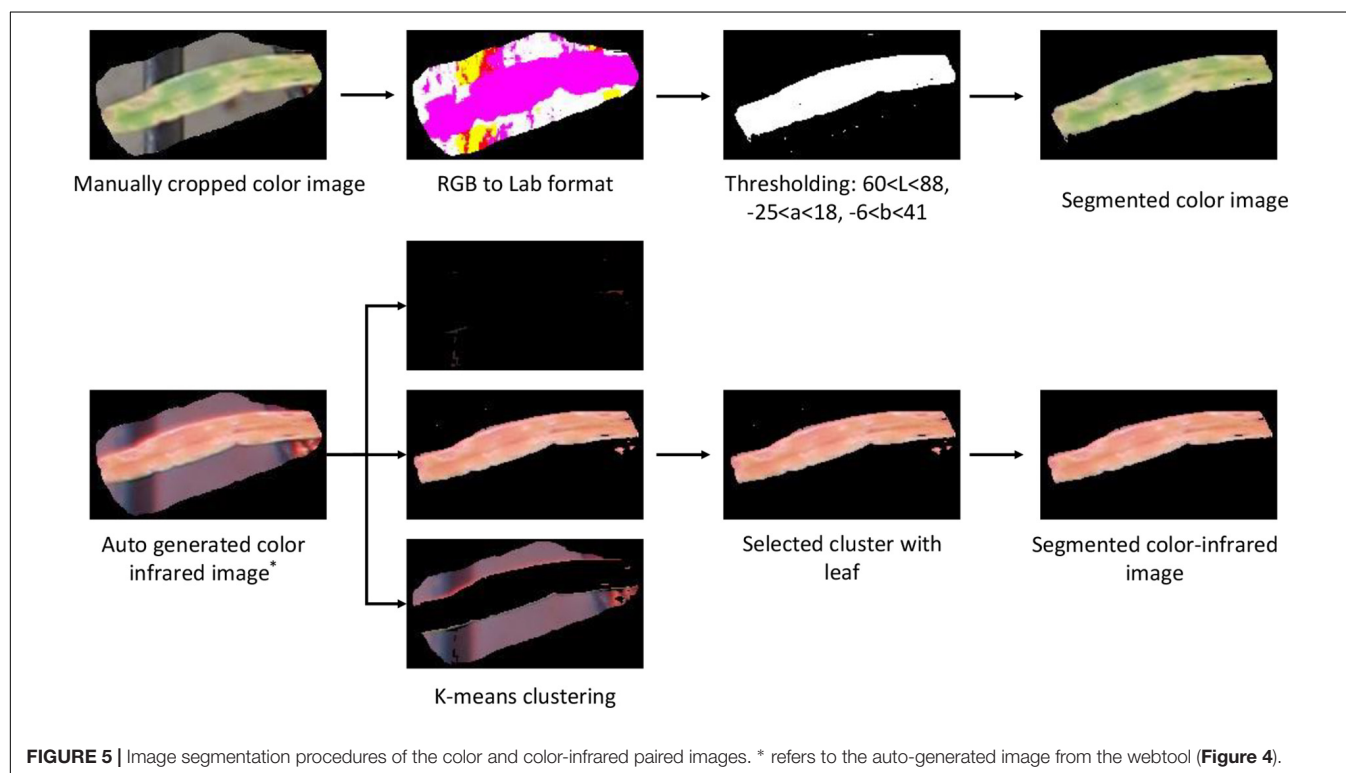 Manually cropped color image
RGB to Lab format
Thresholding: 60<L<88,
-25<a<18, -6<b<41
Segmented color image
Auto generated color
infrared image*
Selected cluster with
leaf
Segmented color-infrared
image
K-means clustering
FIGURE 5 | Image segmentation procedures of the color and color-infrared paired images. * refers to the auto-generated image from the webtool (Figure 4).